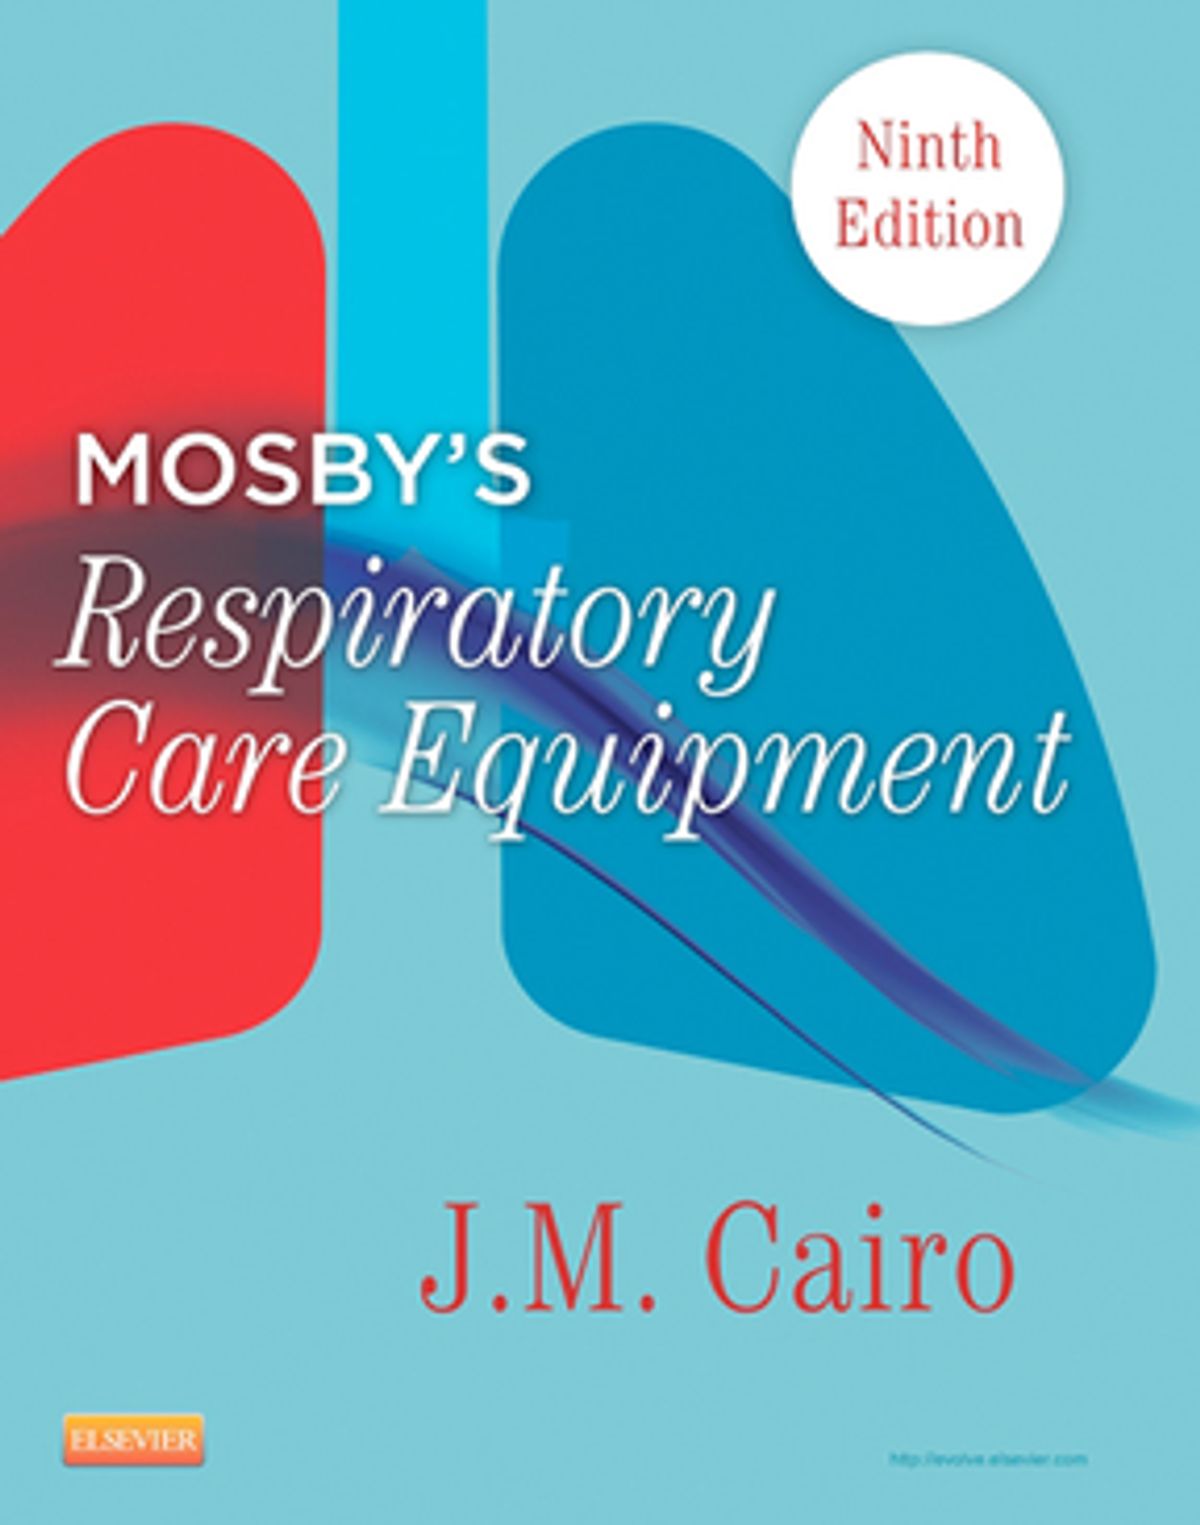 Ninth
Edition
MOSBY'S
Respiratory
Care Equipment
J.M. Cairo
ELSEVIER
http://evolve.elsevier.com